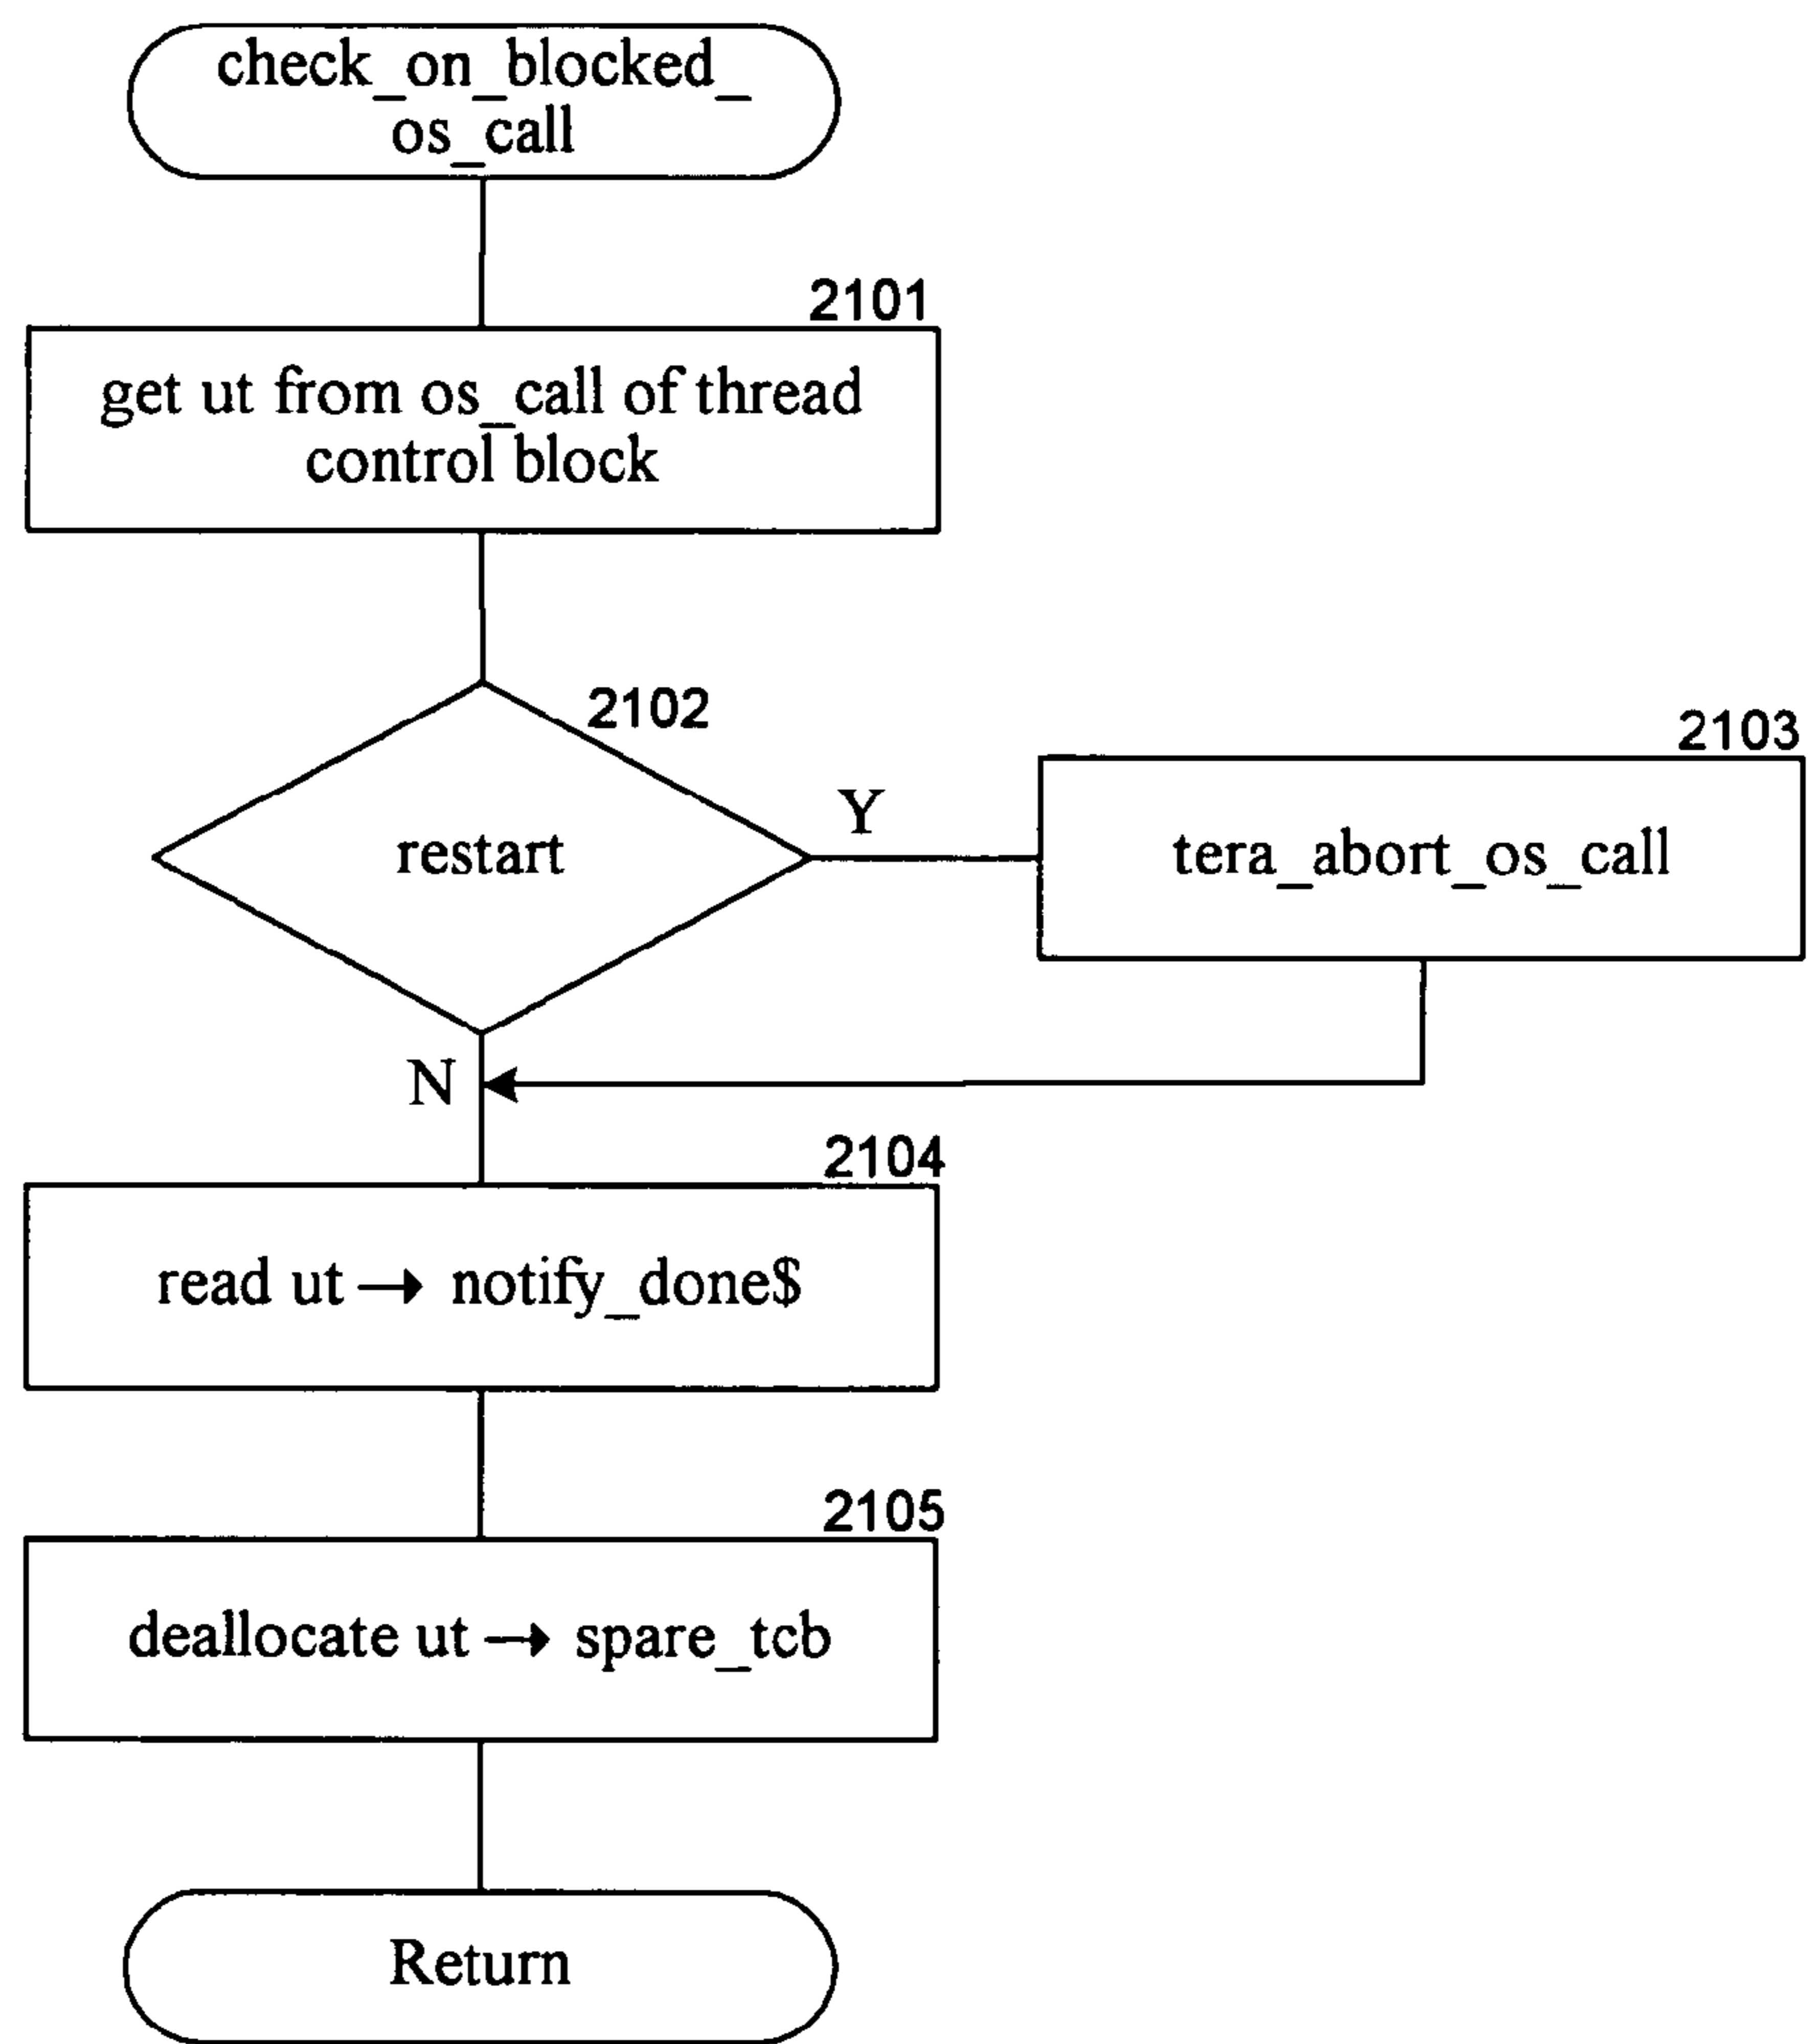 check_on_blocked_
os_call
2101
get ut from os_call of thread
control block
2102
restart
Y
2103
tera_abort_os_call
N
2104
read ut → notify_done$
2105
deallocate ut → spare_tcb
Return